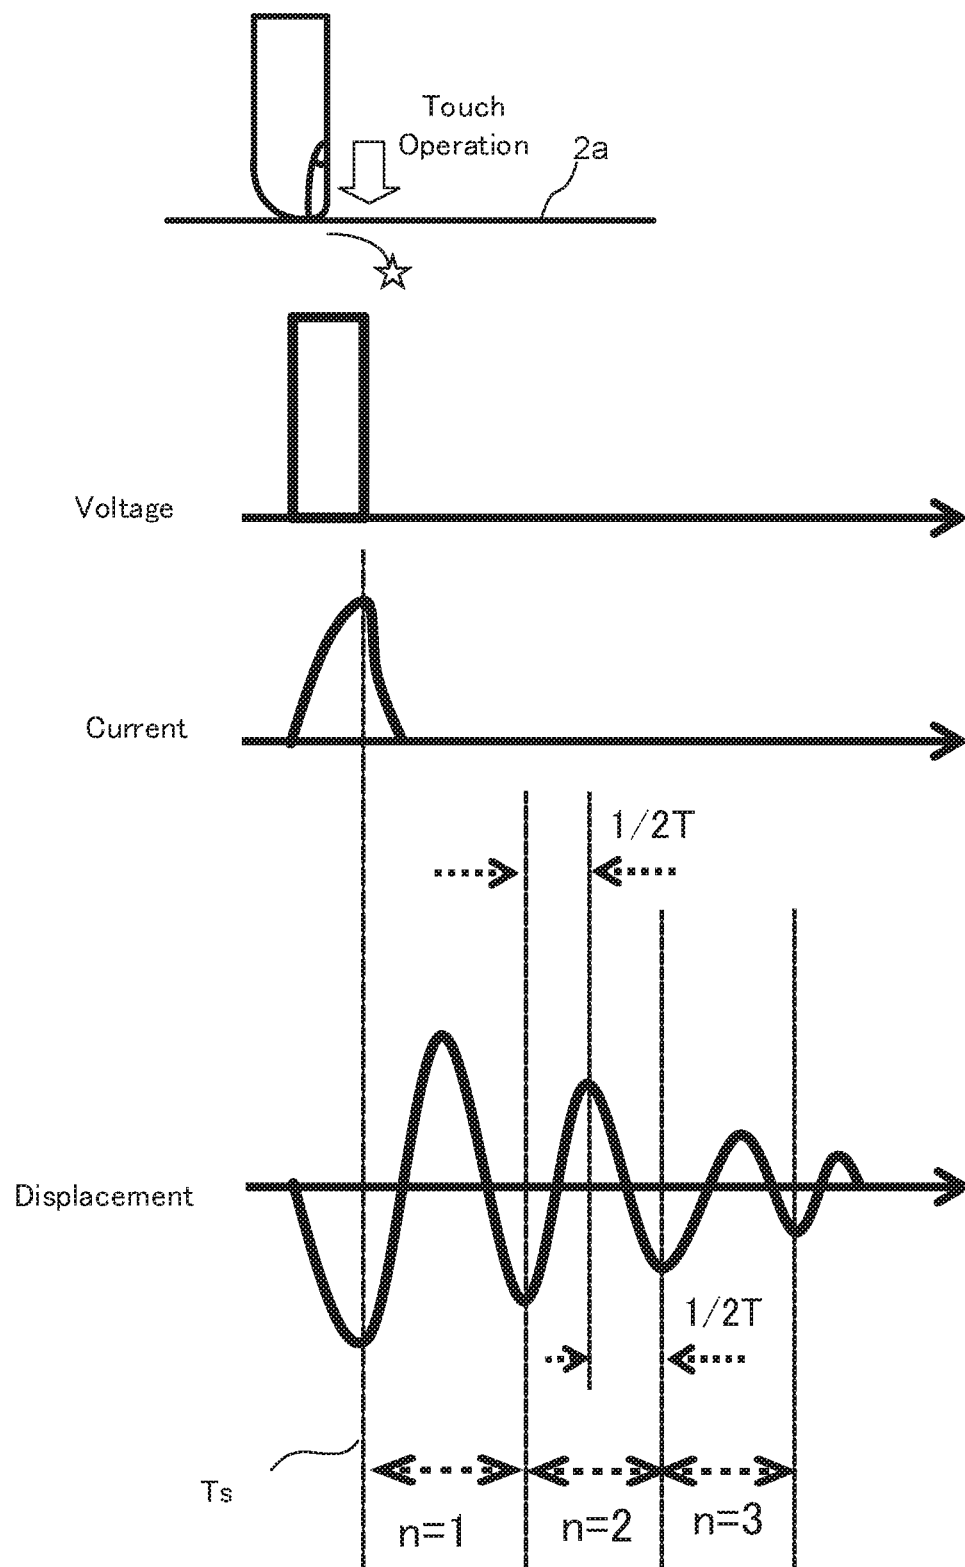 Touch
Operation
2a
Voltage
Current
1/2T
Displacement
1/2T
Ts
n=1
n=2
n=3